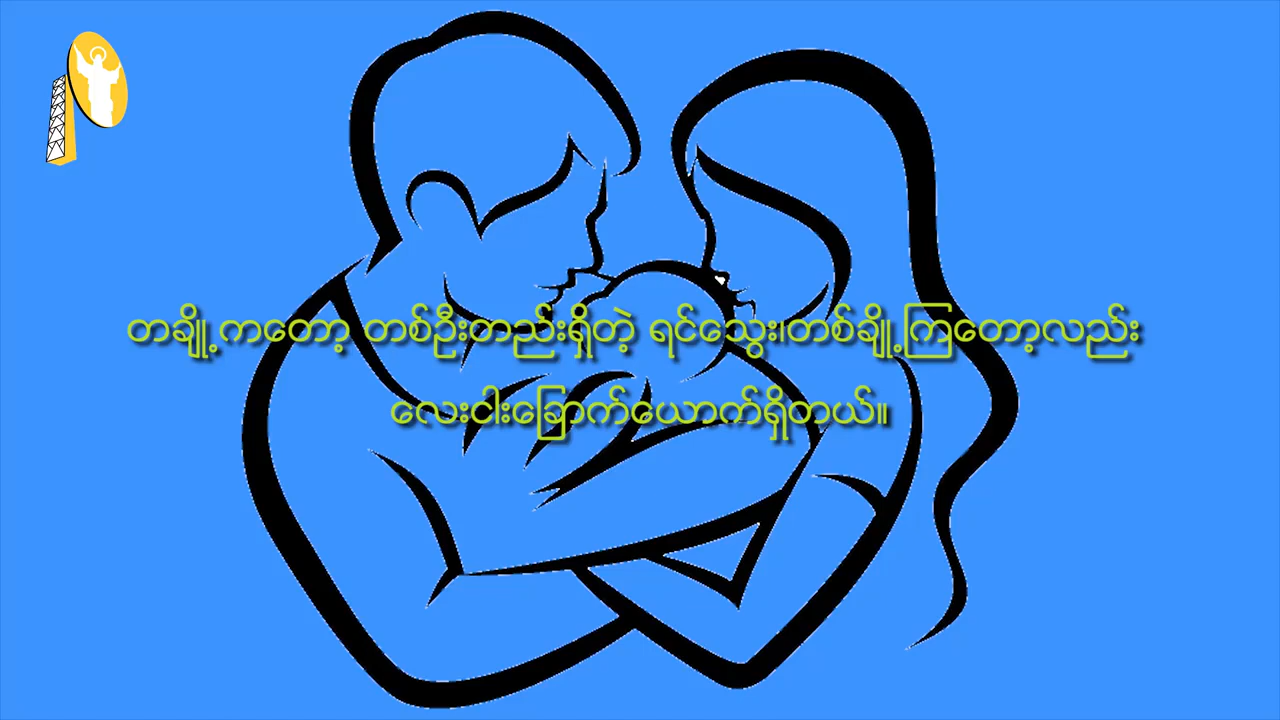 တချို့ကတော့ တစ်ဦးတည်းရှိတဲ့ ရင်သွေး၊တစ်ချို့ကြတော့လည်း
လေးငါးခြောက်ယောက်ရှိတယ်။